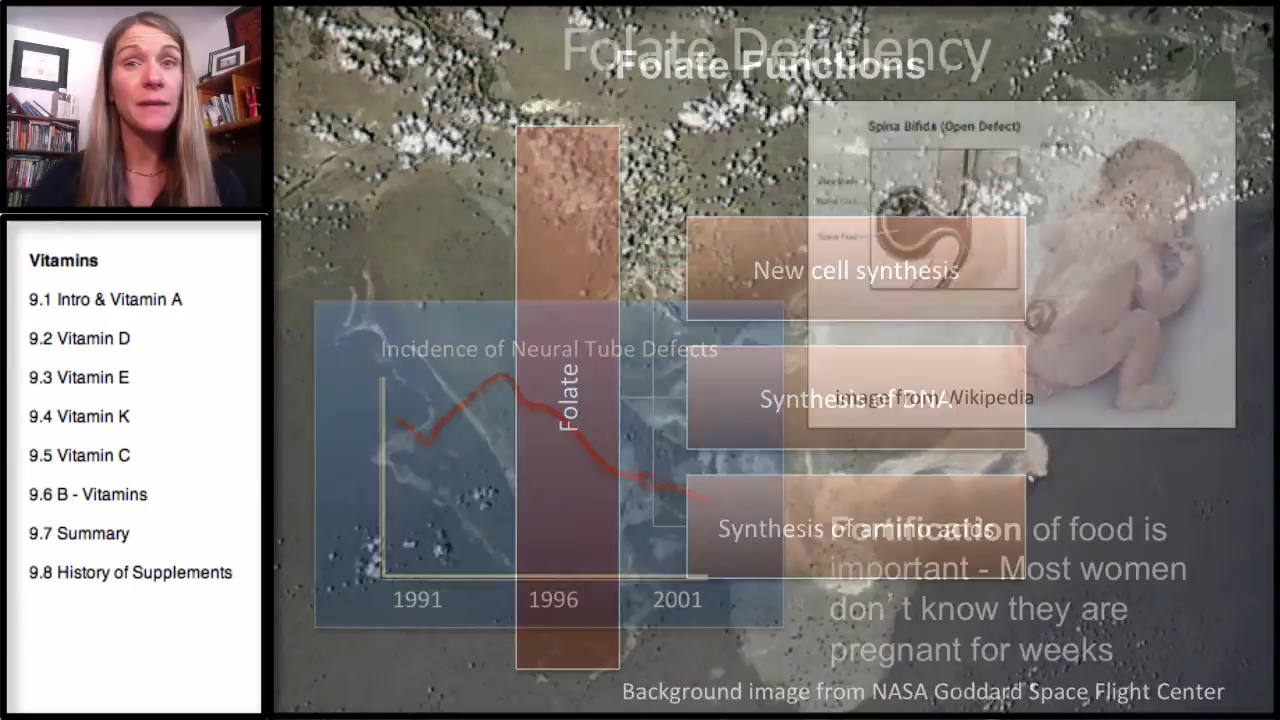 Vitamins
9.1 Intro & Vitamin A
9.2 Vitamin D
9.3 Vitamin E
9.4 Vitamin K
9.5 Vitamin C
9.6 B - Vitamins
9.7 Summary
9.8 History of Supplements
Folate Deficiency
Folate Functions
Spina Bifida (Open Defect)
New cell synthesis
Incidence of Neural Tube Defects
Folate
Synthesis of DNA
image from Wikipedia
Synthesis of amino acids
Fortification of food is
important - Most women
don't know they are
pregnant for weeks
1991 1996 2001
Background image from NASA Goddard Space Flight Center